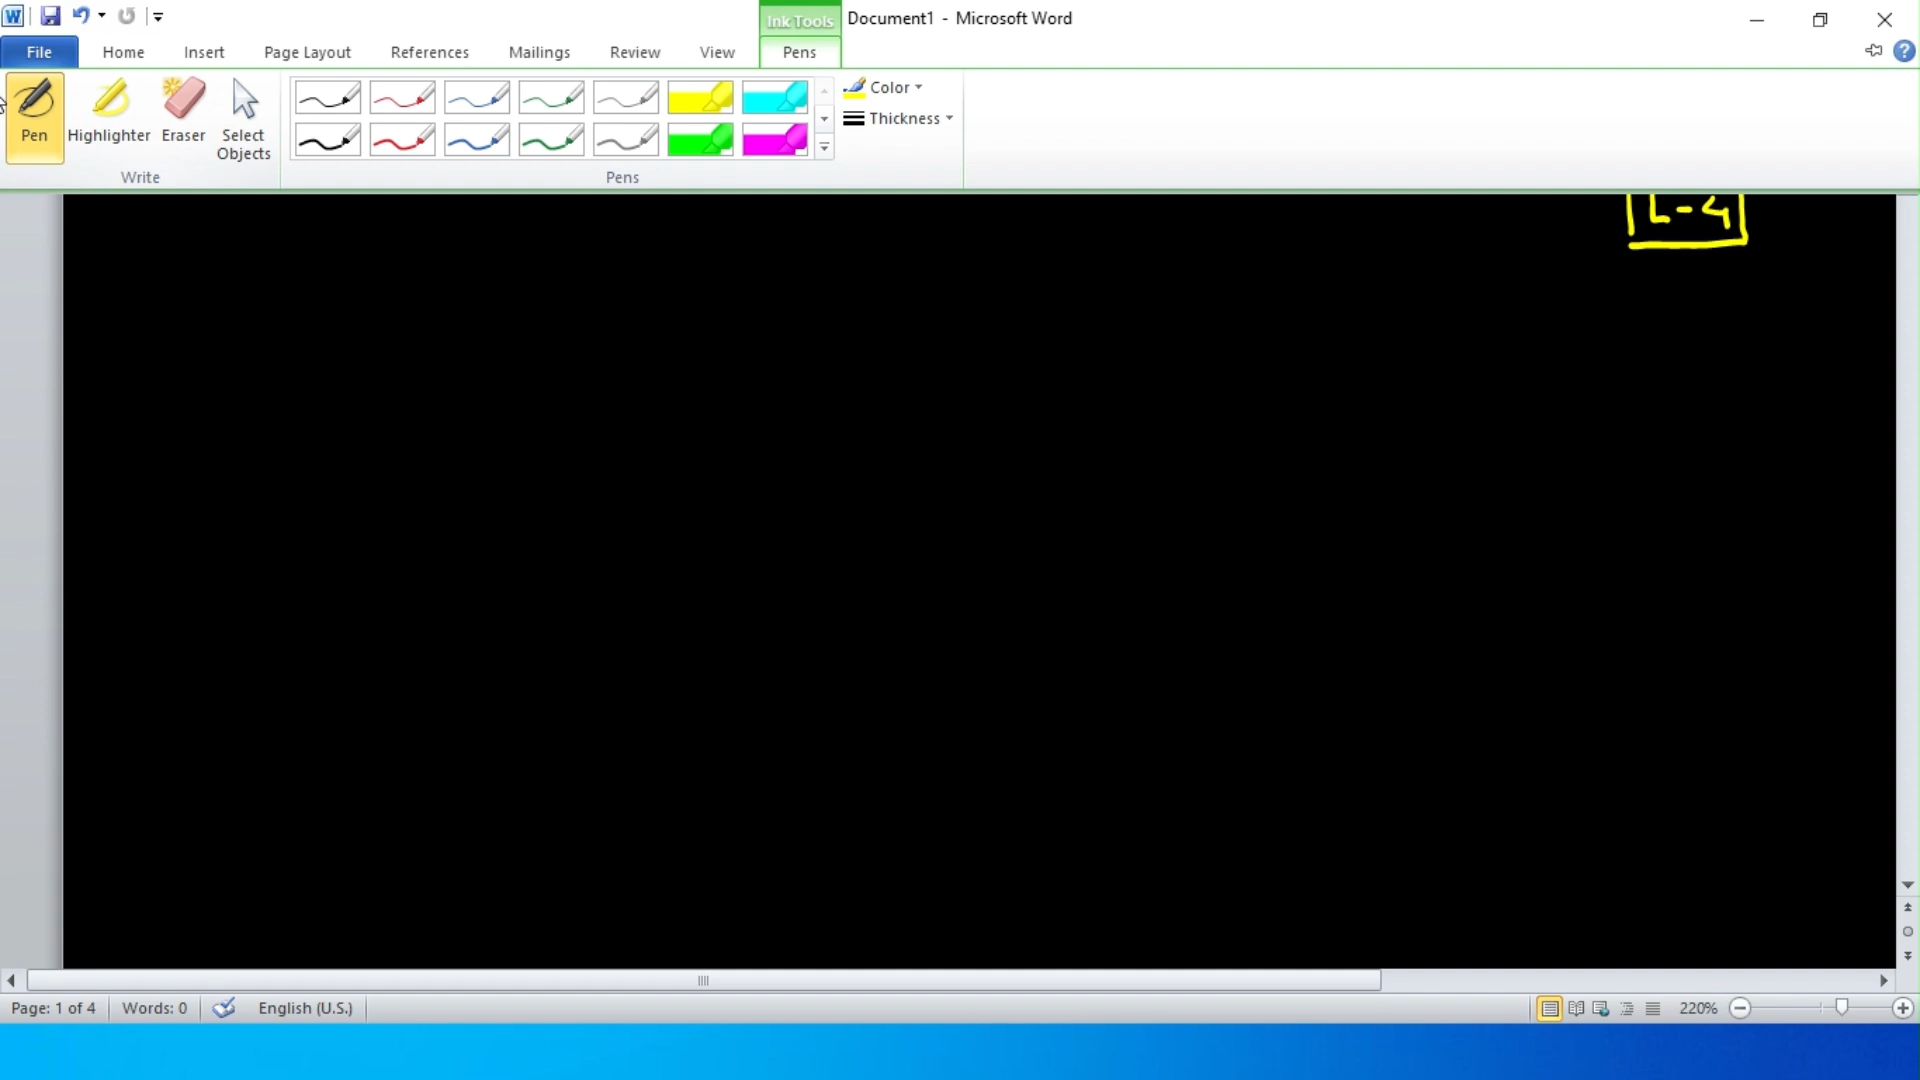 Ink Tools
Document1 - Microsoft Word
File
Home
Insert
Page Layout
References
Mailings
Review
View
Pens
Pen
Highlighter
Eraser
Select
Objects
Color
Thickness
Write
Pens
L-4
Page: 1 of 4
Words: 0
English (U.S.)
220%